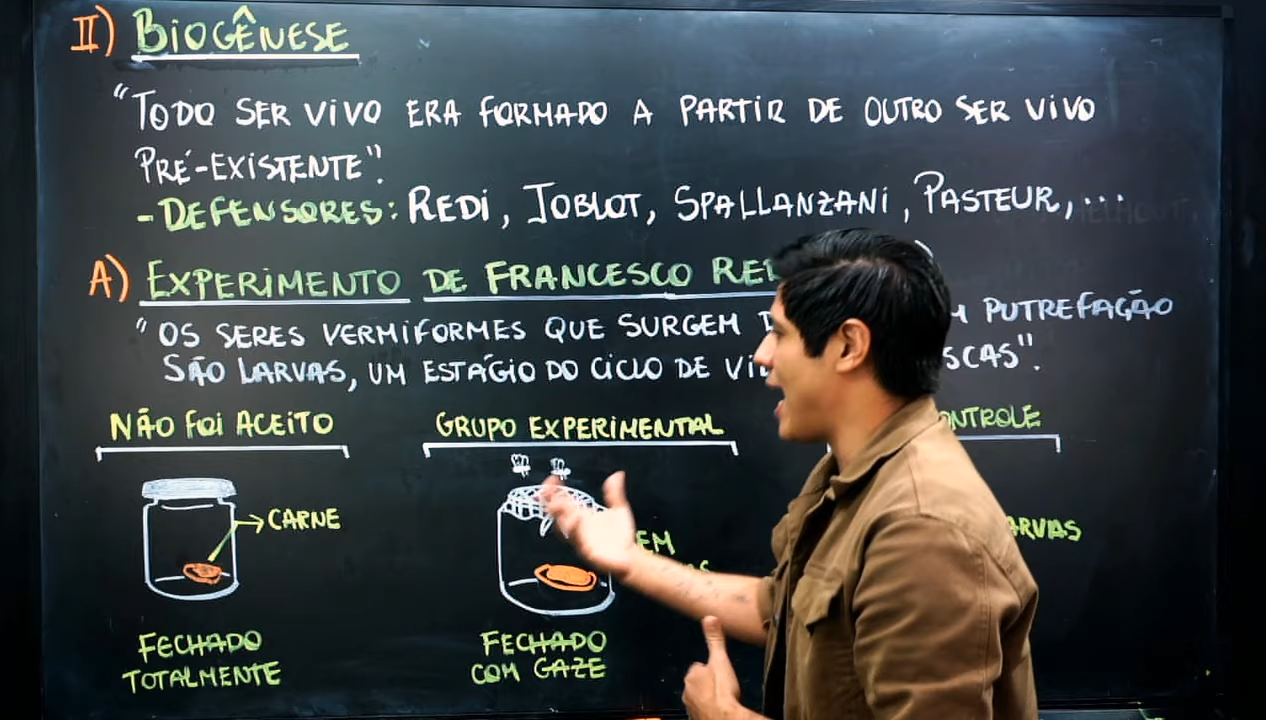 II) BIOGÊNESE
"TODO SER VIVO ERA FORMADO A PARTIR DE OUTRO SER VIVO
PRÉ-EXISTENTE".
- DEFENSORES: REDI, JOBLOT, SPALLANZANI, PASTEUR, ...
A) EXPERIMENTO DE FRANCESCO RED
"OS SERES VERMIFORMES QUE SURGEM PUTREFAÇÃO
SÃO LARVAS, UM ESTÁGIO DO CICLO DE VI SCAS".
NÃO FOI ACEITO
GRUPO EXPERIMENTAL
ONTROLE
CARNE
EM
ARVAS
FECHADO
TOTALMENTE
FECHADO
COM GAZE